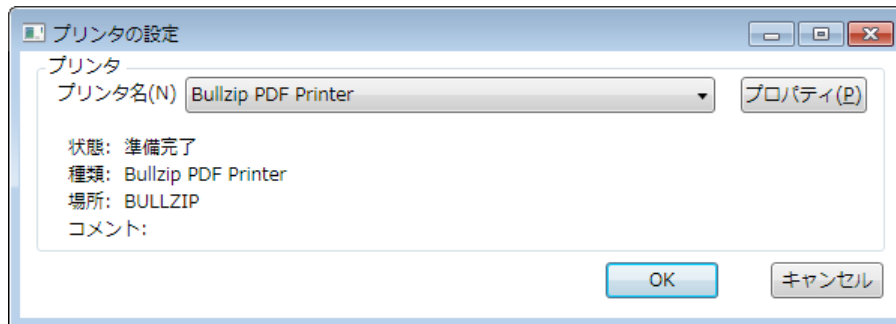 プリンタの設定
プリンタ
プリンタ名(N) Bullzip PDF Printer プロパティ(P)
状態: 準備完了
種類: Bullzip PDF Printer
場所: BULLZIP
コメント:
OK キャンセル